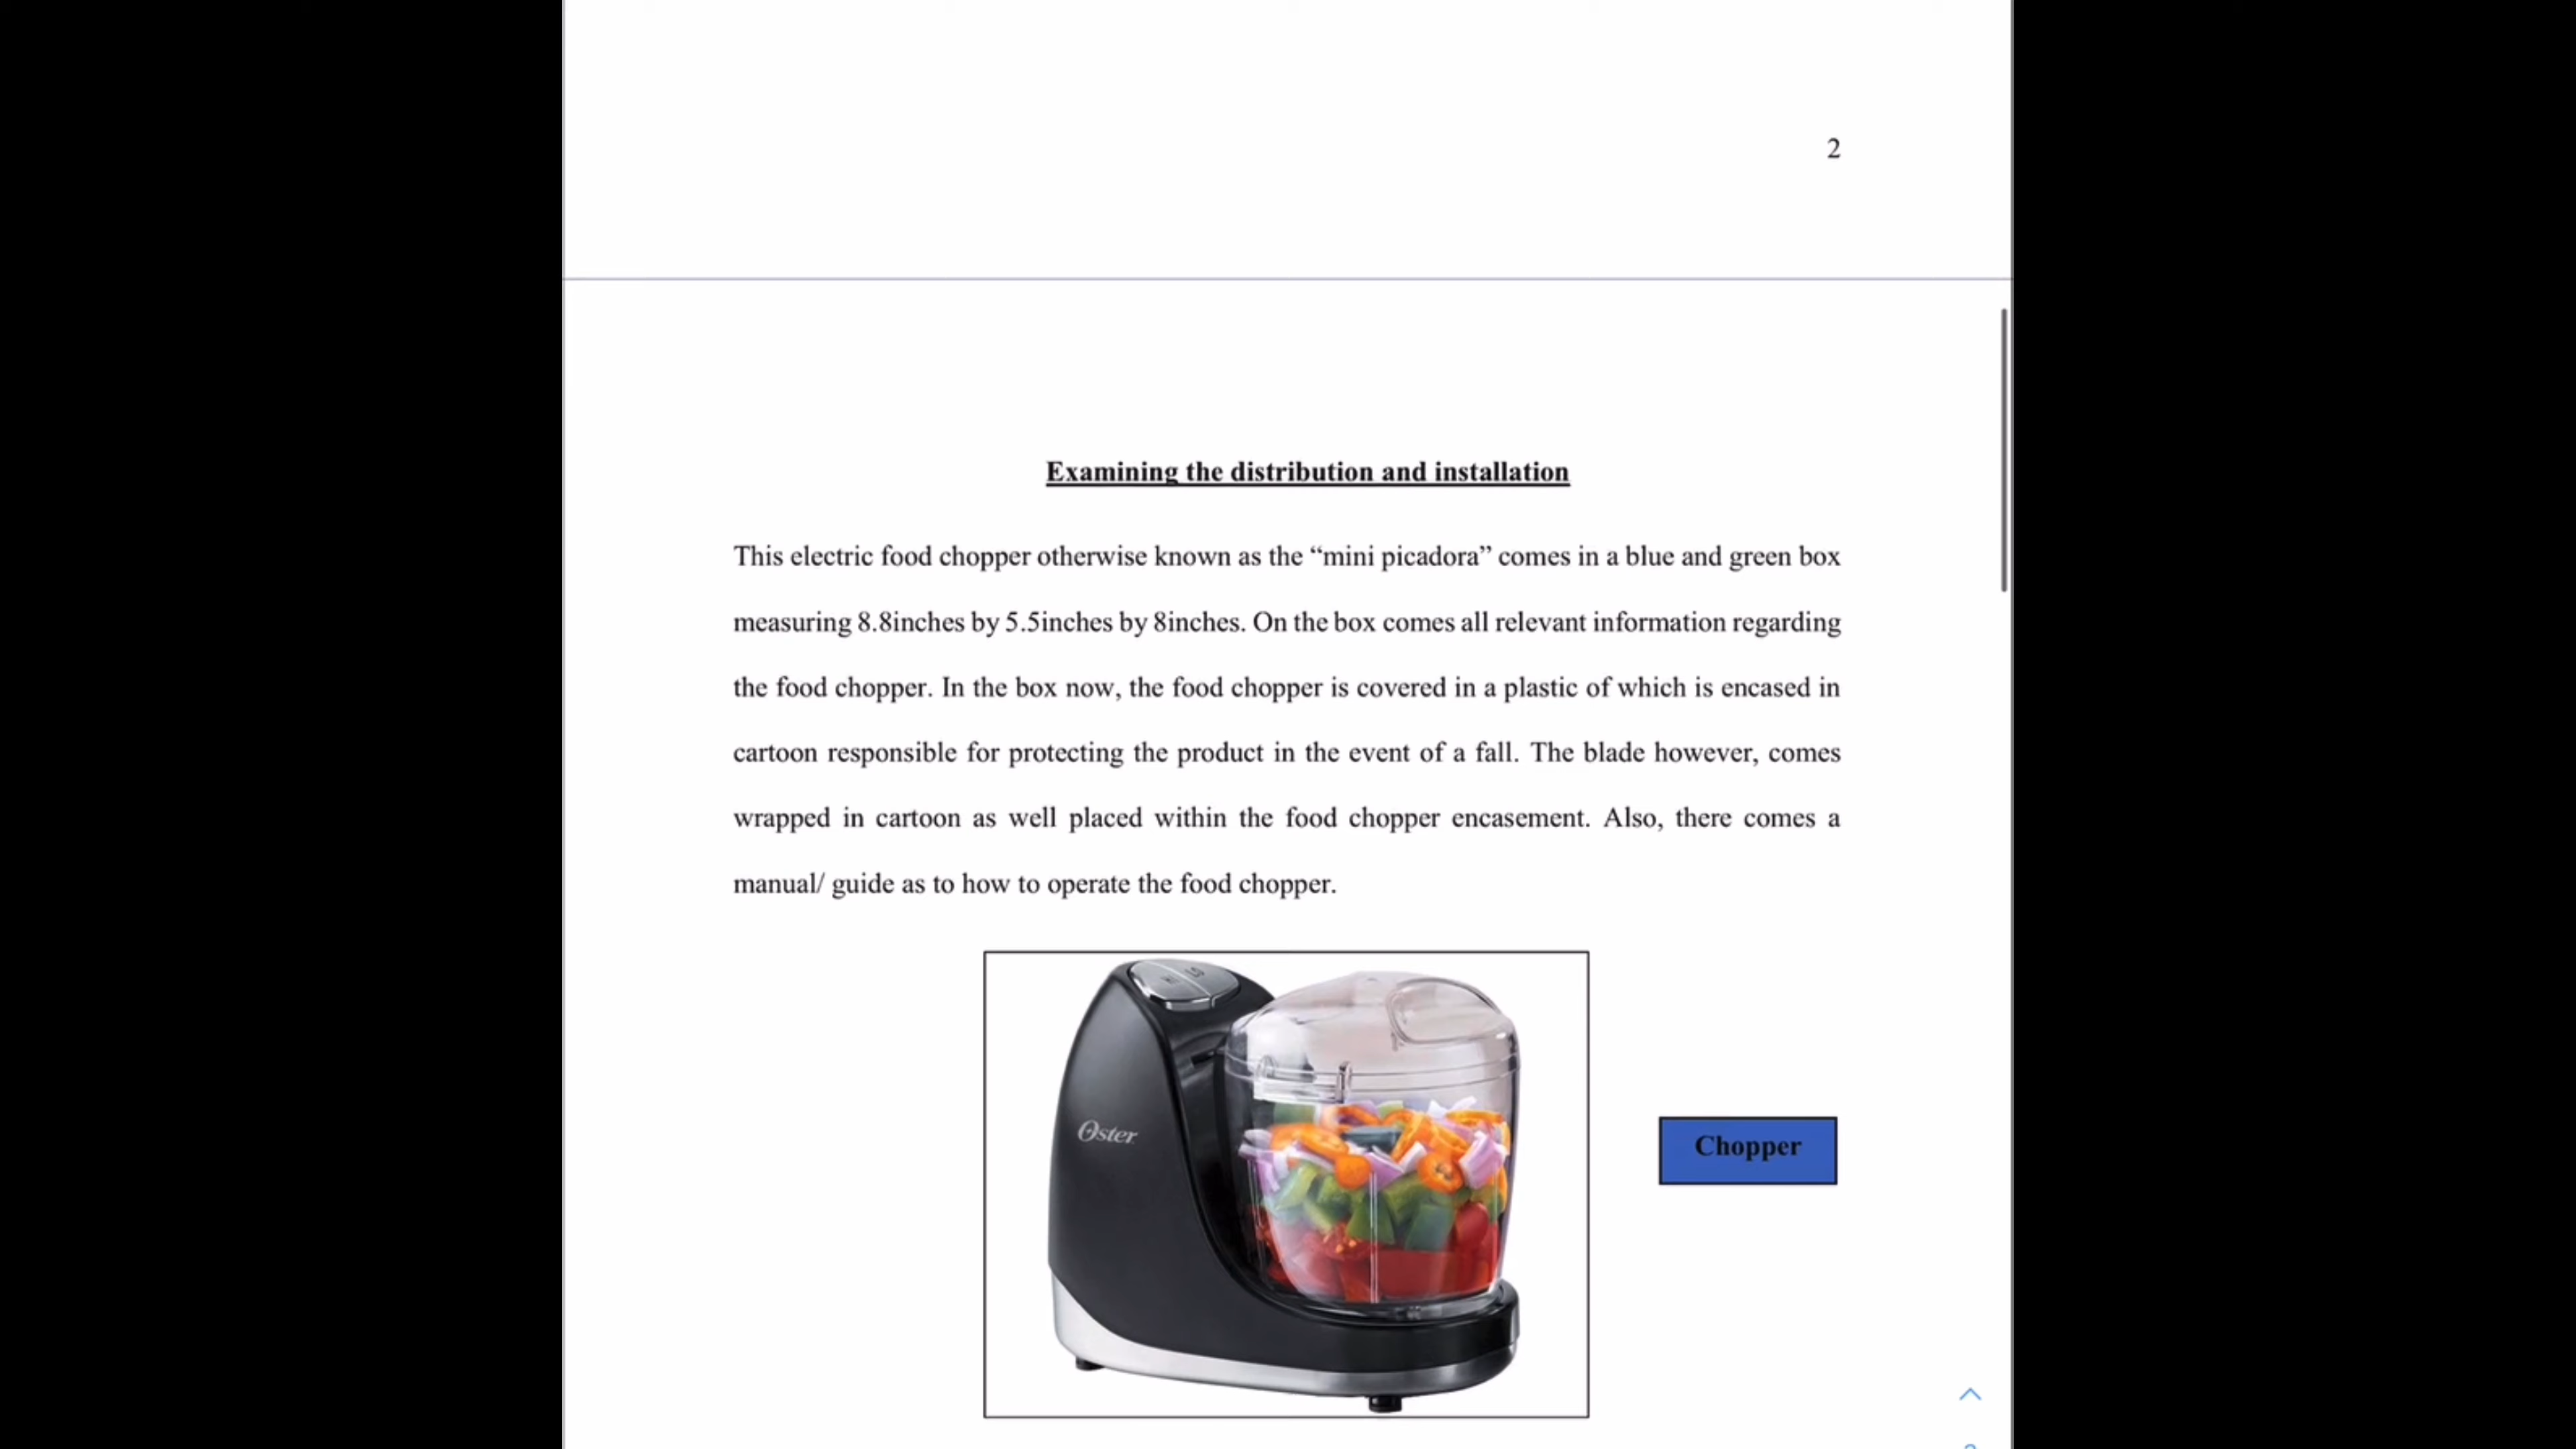 2
Examining the distribution and installation
This electric food chopper otherwise known as the “mini picadora” comes in a blue and green box
measuring 8.8inches by 5.5inches by 8inches. On the box comes all relevant information regarding
the food chopper. In the box now, the food chopper is covered in a plastic of which is encased in
cartoon responsible for protecting the product in the event of a fall. The blade however, comes
wrapped in cartoon as well placed within the food chopper encasement. Also, there comes a
manual/ guide as to how to operate the food chopper.
Oster
Chopper